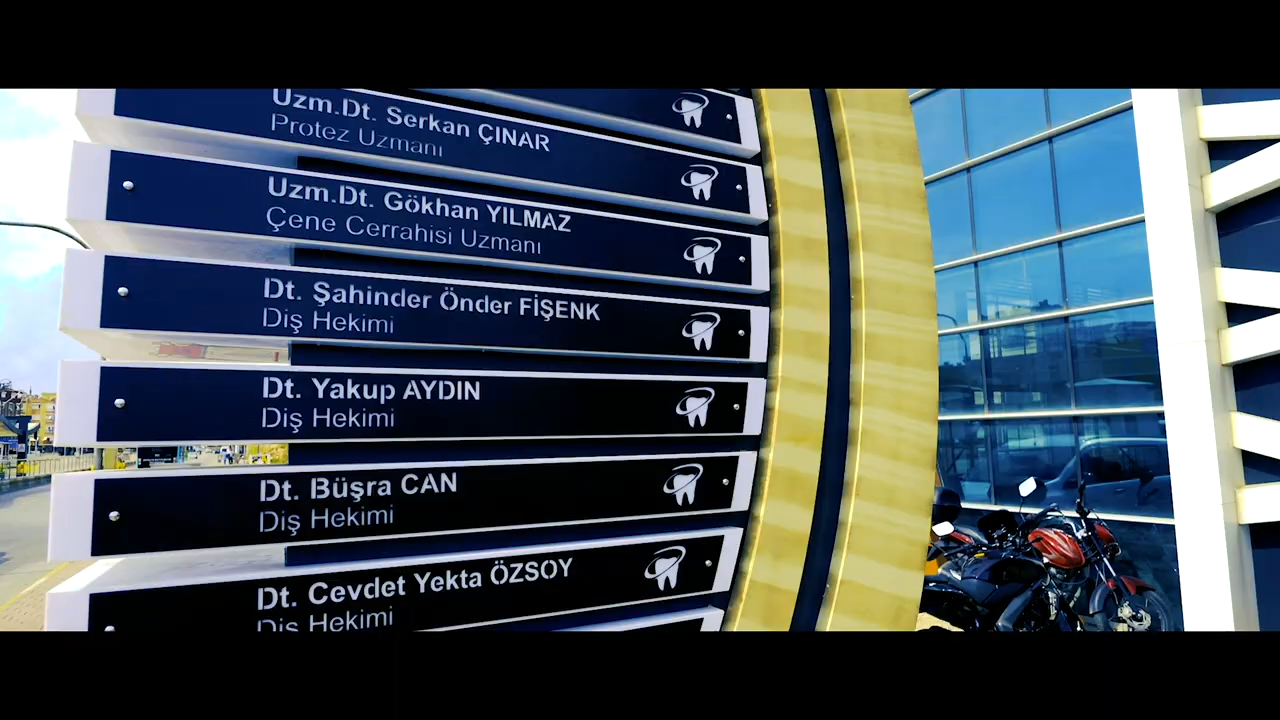 Uzm.Dt. Serkan ÇINAR
Protez Uzmanı
Uzm.Dt. Gökhan YILMAZ
Çene Cerrahisi Uzmanı
Dt. Şahinder Önder FİŞENK
Diş Hekimi
Dt. Yakup AYDIN
Diş Hekimi
Dt. Büşra CAN
Diş Hekimi
Dt. Cevdet Yekta ÖZSOY
Diş Hekimi